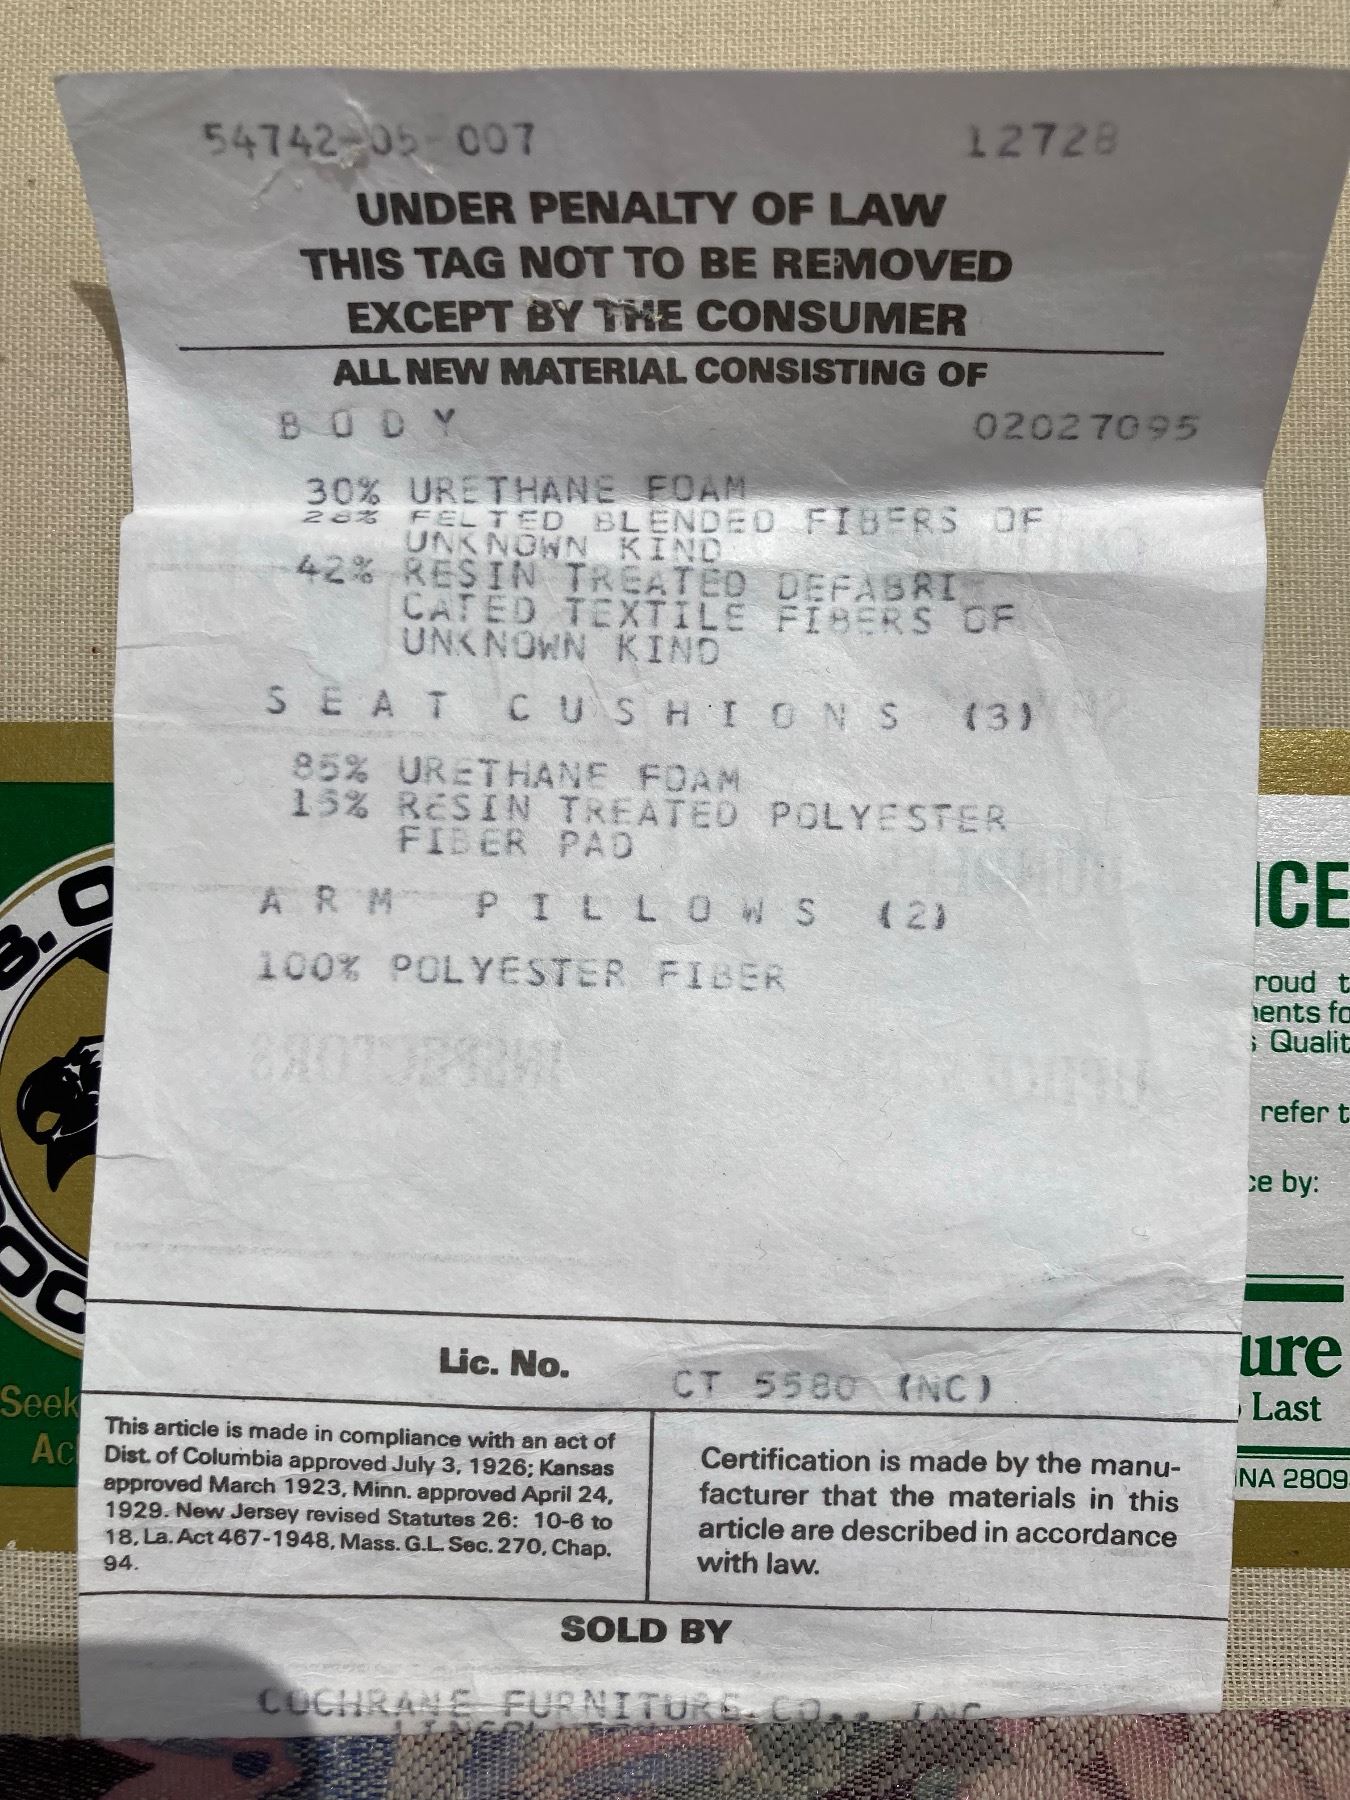 54742-05-007 12728
UNDER PENALTY OF LAW
THIS TAG NOT TO BE REMOVED
EXCEPT BY THE CONSUMER
ALL NEW MATERIAL CONSISTING OF
BODY 02027095
30% URETHANE FOAM
28% FELTED BLENDED FIBERS OF
UNKNOWN KIND
42% RESIN TREATED DEFABRI
CATED TEXTILE FIBERS OF
UNKNOWN KIND
SEAT CUSHIONS (3)
85% URETHANE FOAM
15% RESIN TREATED POLYESTER
FIBER PAD
ARM PILLOWS (2)
100% POLYESTER FIBER
Lic. No. CT 5580 (NC)
This article is made in compliance with an act of
Dist. of Columbia approved July 3, 1926; Kansas
approved March 1923, Minn. approved April 24,
1929. New Jersey revised Statutes 26: 10-6 to
18, La. Act 467-1948, Mass. G.L. Sec. 270, Chap.
94.
Certification is made by the manu-
facturer that the materials in this
article are described in accordance
with law.
SOLD BY
COCHRANE FURNITURE CO., INC.
B.
Seek
ICE
roud t
ents fo
Qualit
refer t
ce by:
ure
Last
NA 2809